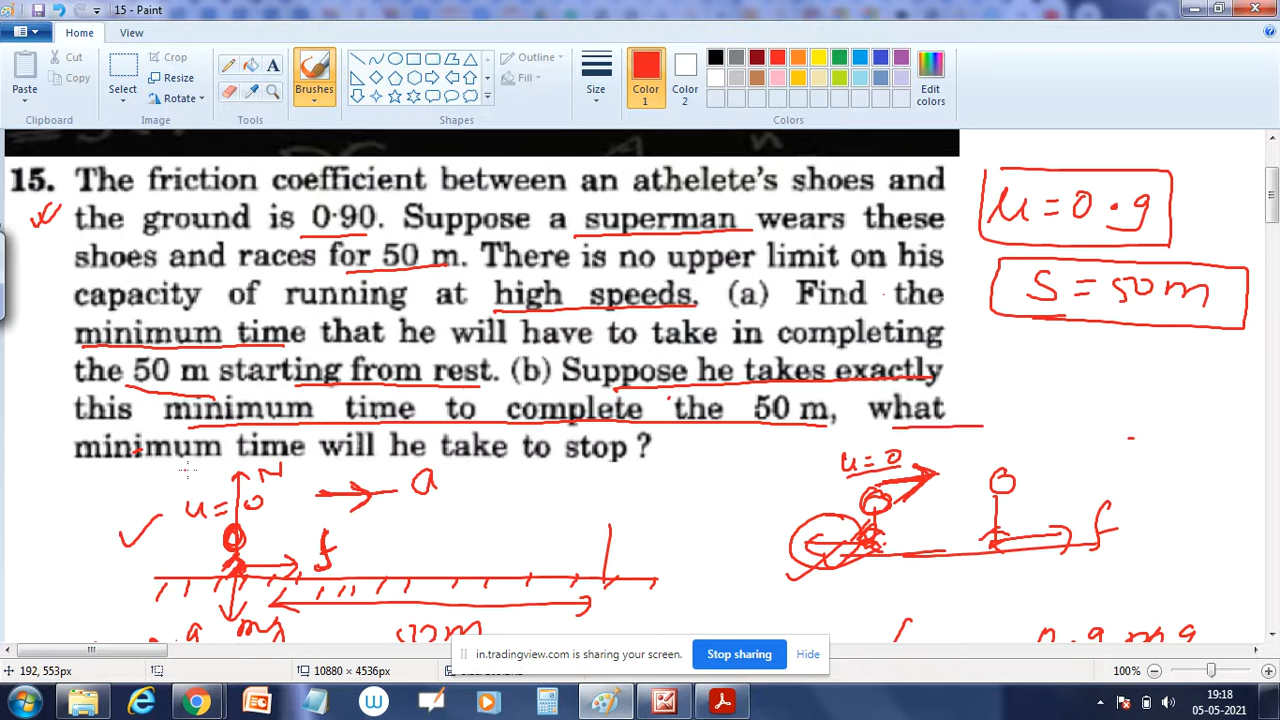 15 - Paint
Home
View
Paste
Cut
Copy
Clipboard
Select
Crop
Resize
Rotate
Image
A
Tools
Brushes
Outline
Fill
Shapes
Size
Color
1
Color
2
Edit
colors
Colors
15. The friction coefficient between an athelete's shoes and
the ground is 0·90. Suppose a superman wears these
shoes and races for 50 m. There is no upper limit on his
capacity of running at high speeds. (a) Find the
minimum time that he will have to take in completing
the 50 m starting from rest. (b) Suppose he takes exactly
this minimum time to complete the 50 m, what
minimum time will he take to stop ?
μ = 0.9
S = 50m
N
u = 0
a
f
mg
50m
u = 0
f
0.9 mg
in.tradingview.com is sharing your screen.
Stop sharing
Hide
192, 553px
10880 × 4536px
100%
19:18
05-05-2021